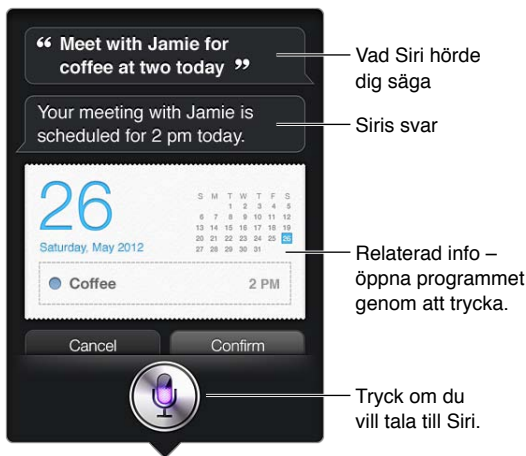 “ Meet with Jamie for
coffee at two today ”
Vad Siri hörde
dig säga
Your meeting with Jamie is
scheduled for 2 pm today.
Siris svar
26
Saturday, May 2012
S M T W T F S
1 2 3 4 5
6 7 8 9 10 11 12
13 14 15 16 17 18 19
20 21 22 23 24 25 26
27 28 29 30 31
Relaterad info –
öppna programmet
genom att trycka.
Coffee 2 PM
Cancel Confirm
Tryck om du
vill tala till Siri.